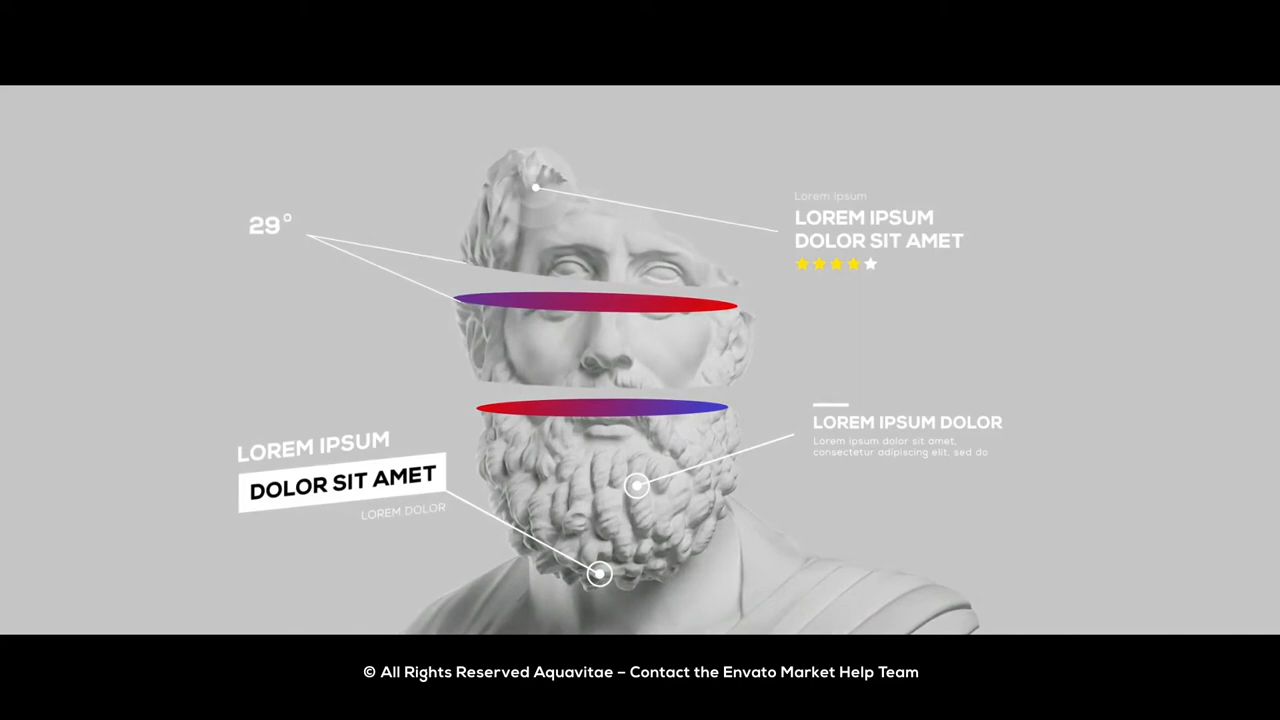 29°
Lorem Ipsum
LOREM IPSUM
DOLOR SIT AMET
LOREM IPSUM DOLOR
Lorem ipsum dolor sit amet,
consectetur adipiscing elit, sed do
LOREM IPSUM
DOLOR SIT AMET
LOREM DOLOR
© All Rights Reserved Aquavitae – Contact the Envato Market Help Team